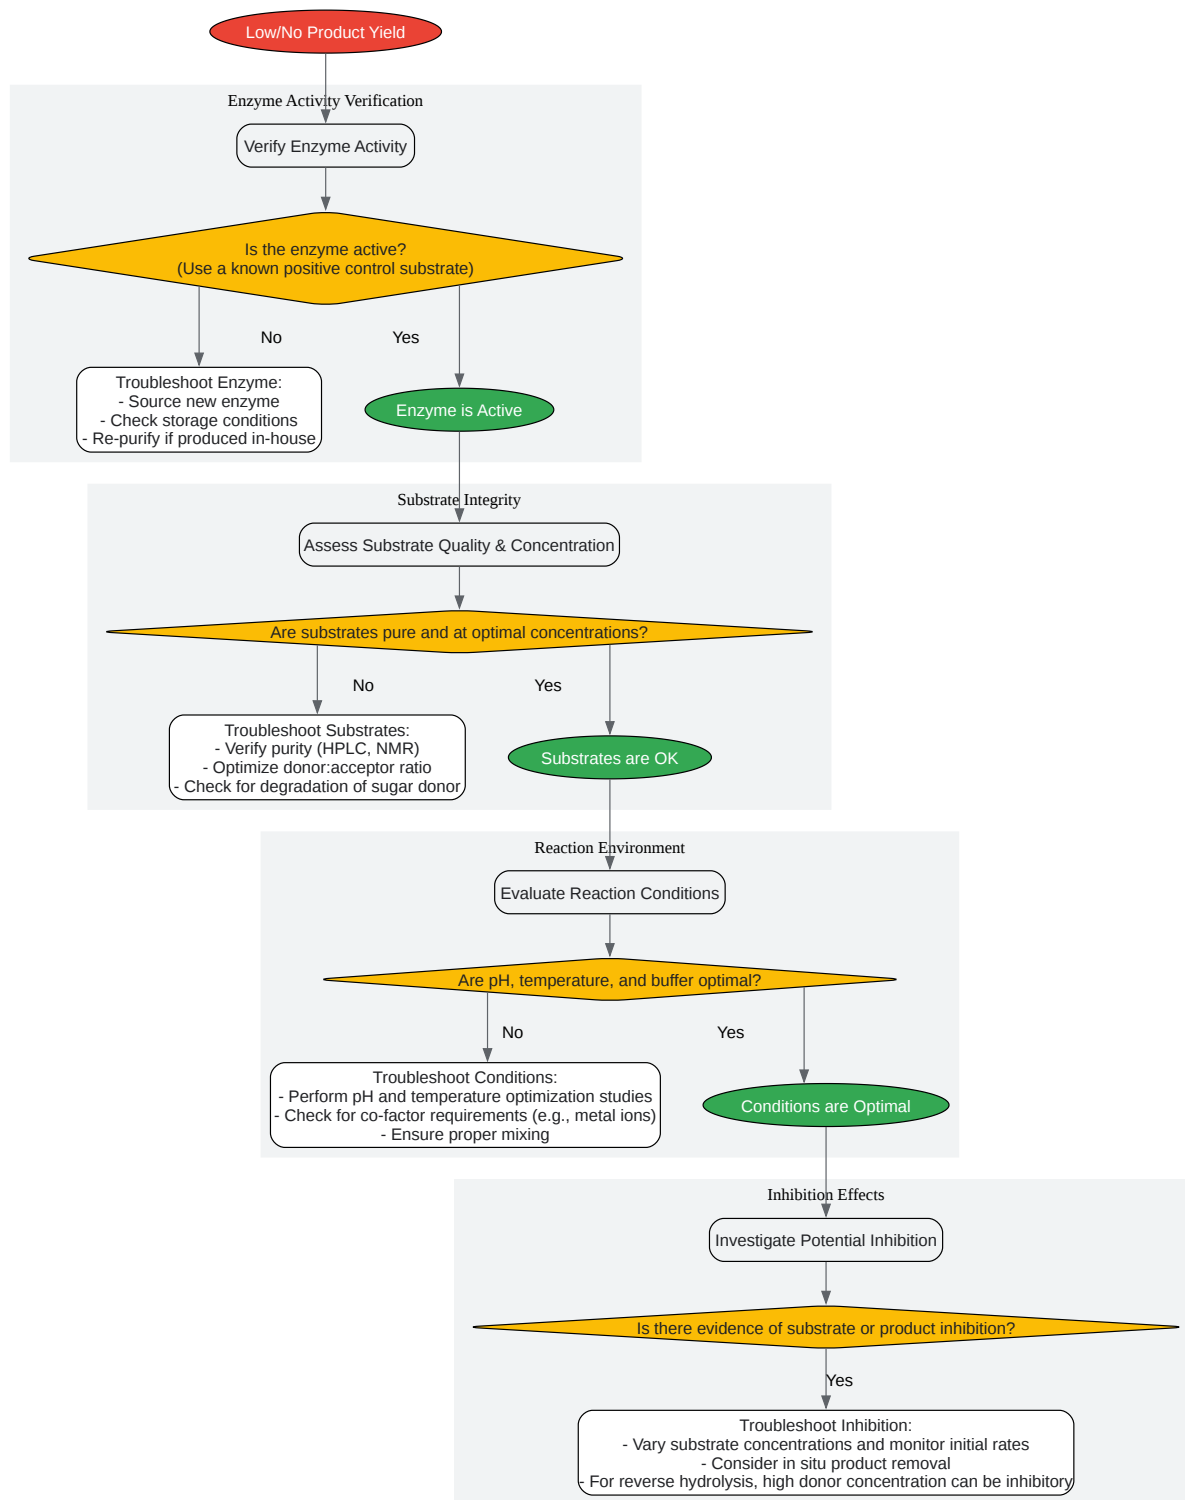 Low/No Product Yield
Enzyme Activity Verification
Verify Enzyme Activity
Is the enzyme active?
(Use a known positive control substrate)
No
Yes
Troubleshoot Enzyme:
- Source new enzyme
- Check storage conditions
- Re-purify if produced in-house
Enzyme is Active
Substrate Integrity
Assess Substrate Quality & Concentration
Are substrates pure and at optimal concentrations?
No
Yes
Troubleshoot Substrates:
- Verify purity (HPLC, NMR)
- Optimize donor:acceptor ratio
- Check for degradation of sugar donor
Substrates are OK
Reaction Environment
Evaluate Reaction Conditions
Are pH, temperature, and buffer optimal?
No
Yes
Troubleshoot Conditions:
- Perform pH and temperature optimization studies
- Check for co-factor requirements (e.g., metal ions)
- Ensure proper mixing
Conditions are Optimal
Inhibition Effects
Investigate Potential Inhibition
Is there evidence of substrate or product inhibition?
Yes
Troubleshoot Inhibition:
- Vary substrate concentrations and monitor initial rates
- Consider in situ product removal
- For reverse hydrolysis, high donor concentration can be inhibitory